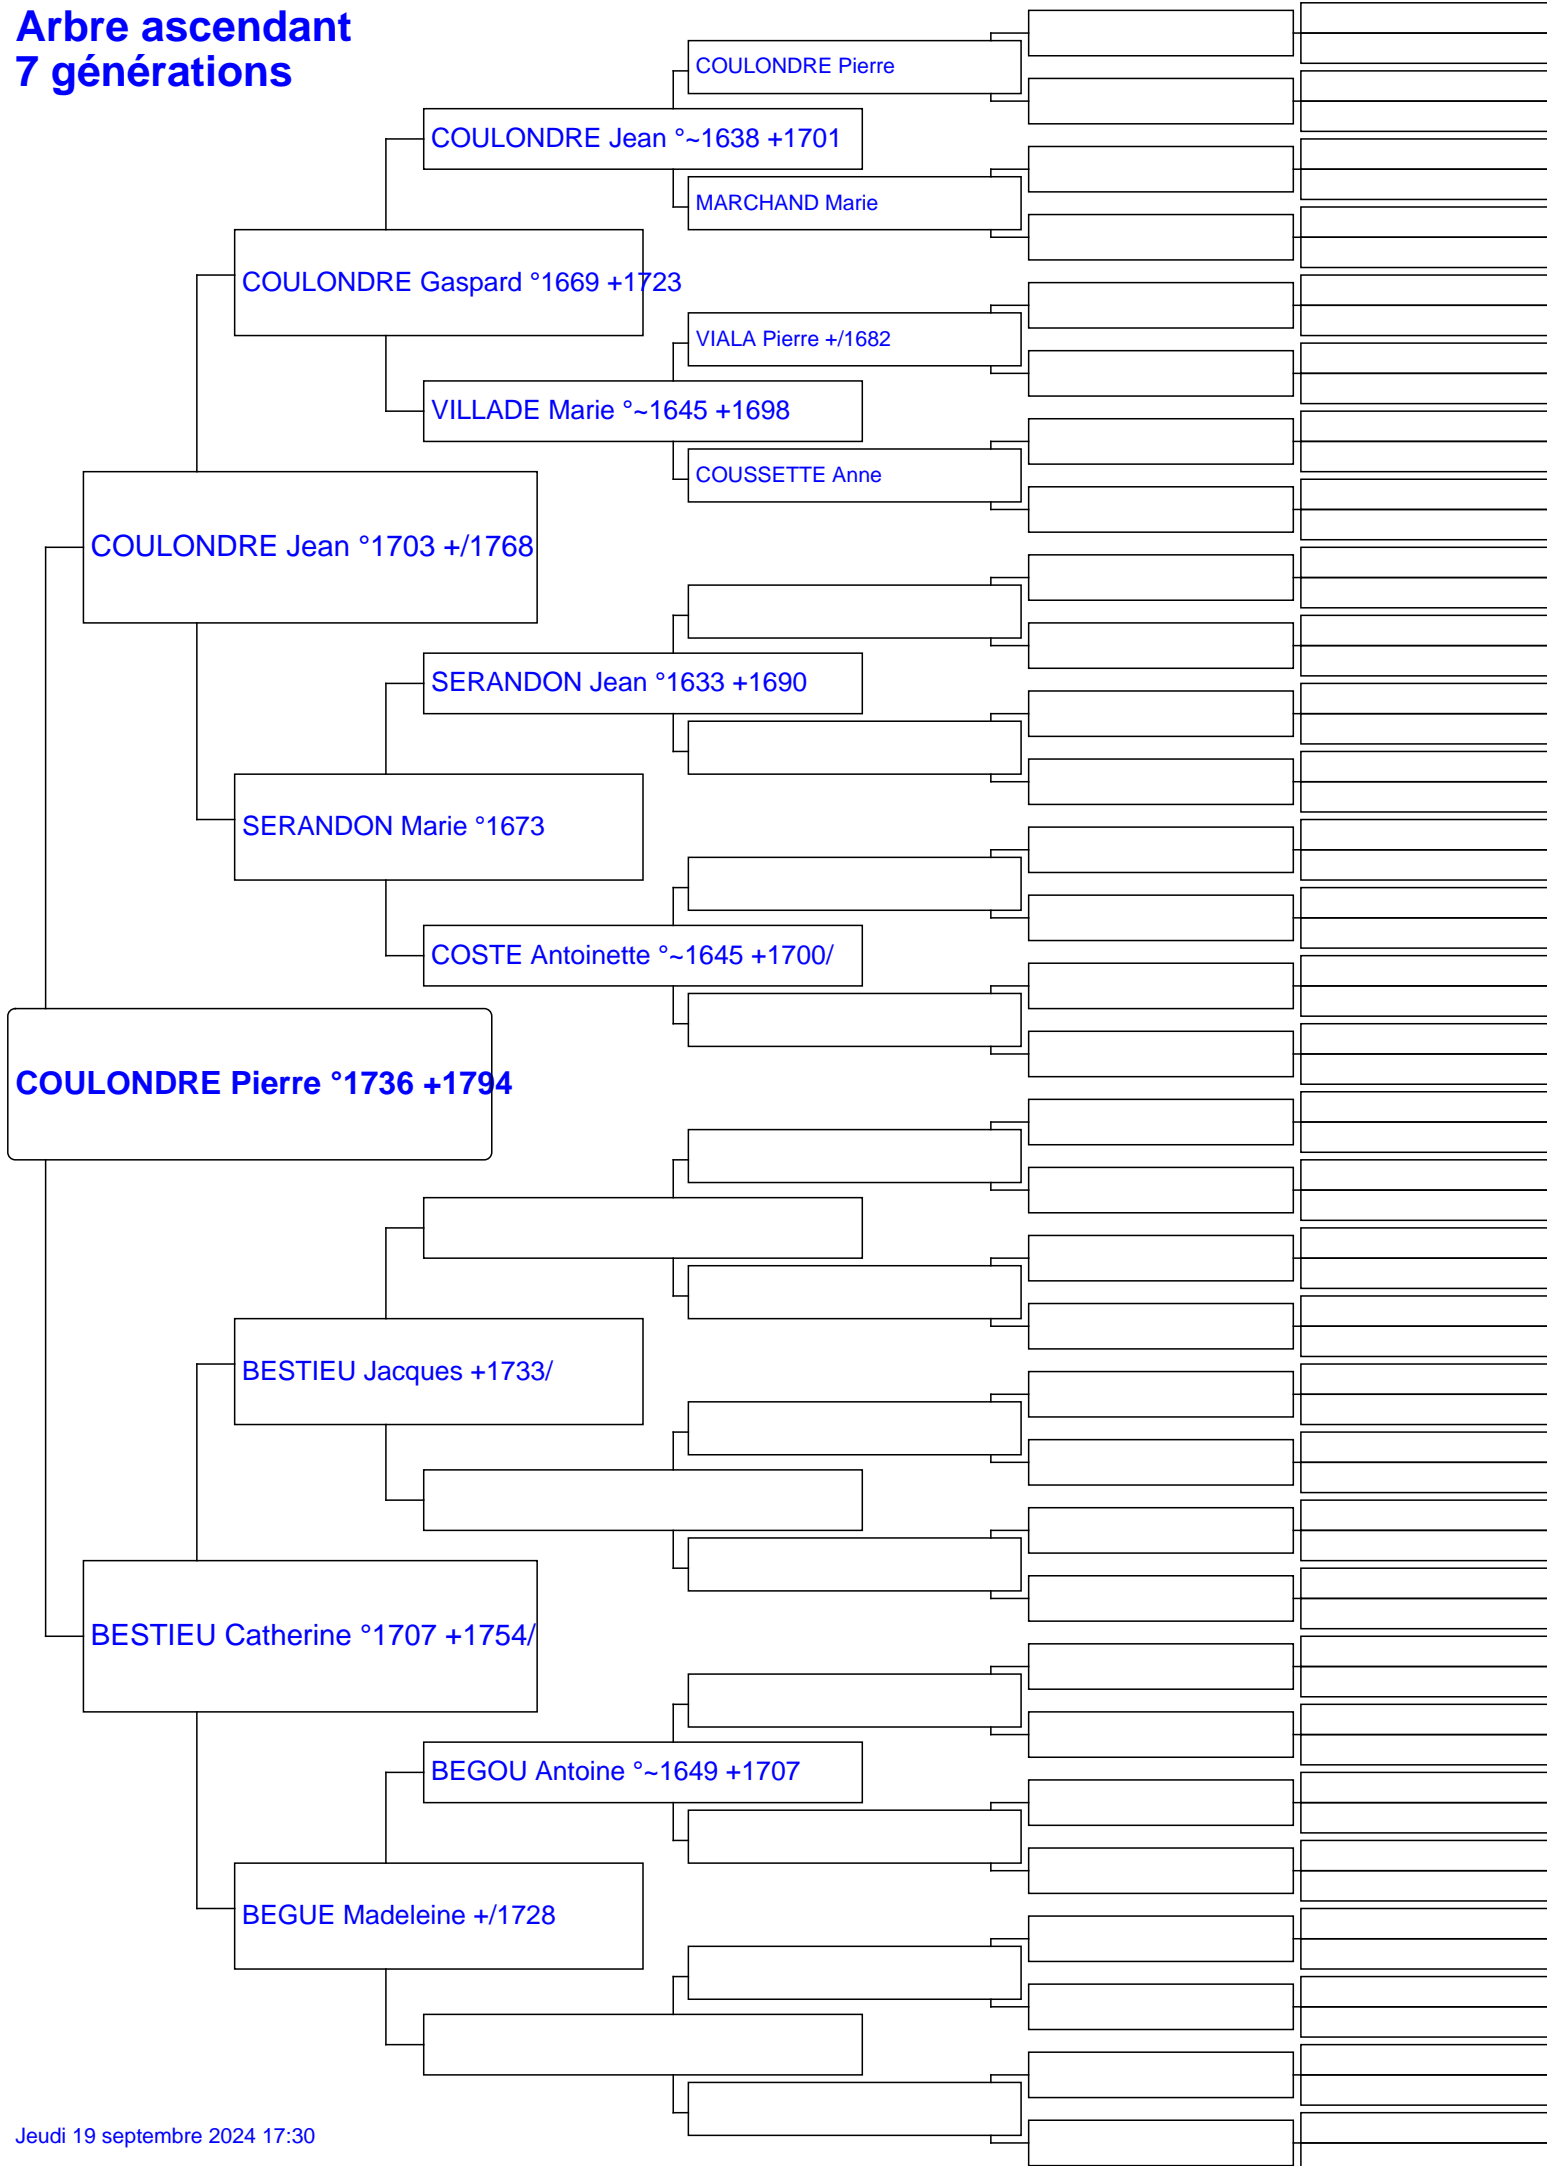 Arbre ascendant
7 générations
COULONDRE Pierre
COULONDRE Jean °~1638 +1701
MARCHAND Marie
COULONDRE Gaspard °1669 +1723
VIALA Pierre +/1682
VILLADE Marie °~1645 +1698
COUSSETTE Anne
COULONDRE Jean °1703 +/1768
SERANDON Jean °1633 +1690
SERANDON Marie °1673
COSTE Antoinette °~1645 +1700/
COULONDRE Pierre °1736 +1794
BESTIEU Jacques +1733/
BESTIEU Catherine °1707 +1754/
BEGOU Antoine °~1649 +1707
BEGUE Madeleine +/1728
Jeudi 19 septembre 2024 17:30